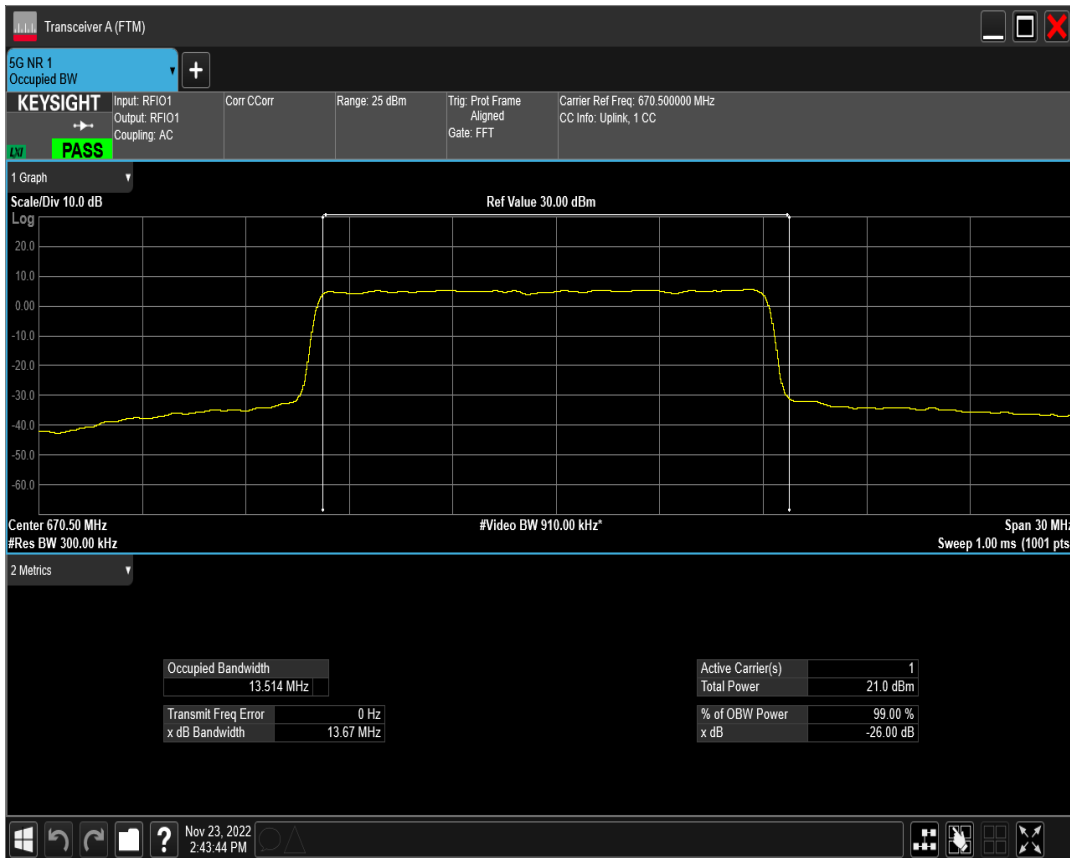 Transceiver A (FTM)
5G NR 1
Occupied BW
+
KEYSIGHT
LXI
PASS
Input: RFIO1
Output: RFIO1
Coupling: AC
Corr CCorr
Range: 25 dBm
Trig: Prot Frame
Aligned
Gate: FFT
Carrier Ref Freq: 670.500000 MHz
CC Info: Uplink, 1 CC
1 Graph
Scale/Div 10.0 dB
Ref Value 30.00 dBm
Log
20.0
10.0
0.00
-10.0
-20.0
-30.0
-40.0
-50.0
-60.0
Center 670.50 MHz
#Video BW 910.00 kHz*
Span 30 MHz
#Res BW 300.00 kHz
Sweep 1.00 ms (1001 pts
2 Metrics
Occupied Bandwidth
13.514 MHz
Transmit Freq Error 0 Hz
x dB Bandwidth 13.67 MHz
Active Carrier(s) 1
Total Power 21.0 dBm
% of OBW Power 99.00 %
x dB -26.00 dB
?
Nov 23, 2022
2:43:44 PM